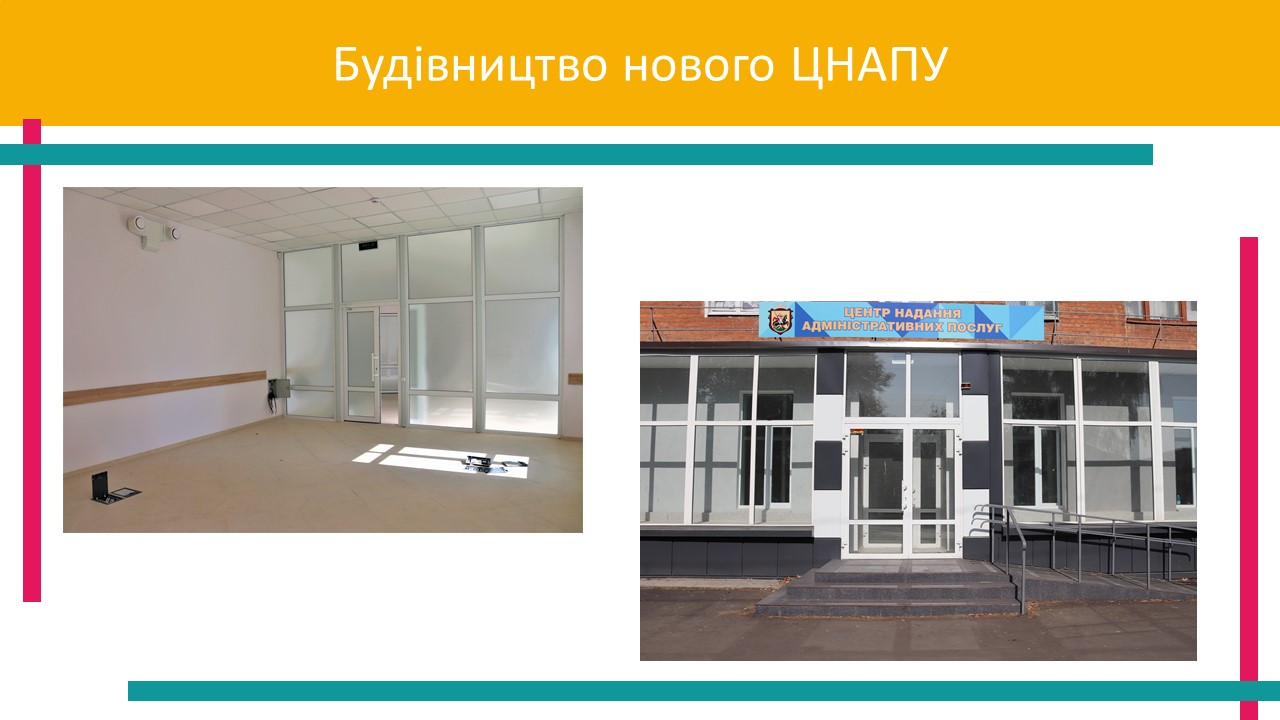 Будівництво нового ЦНАПУ
ЦЕНТР НАДАННЯ
АДМІНІСТРАТИВНИХ ПОСЛУГ